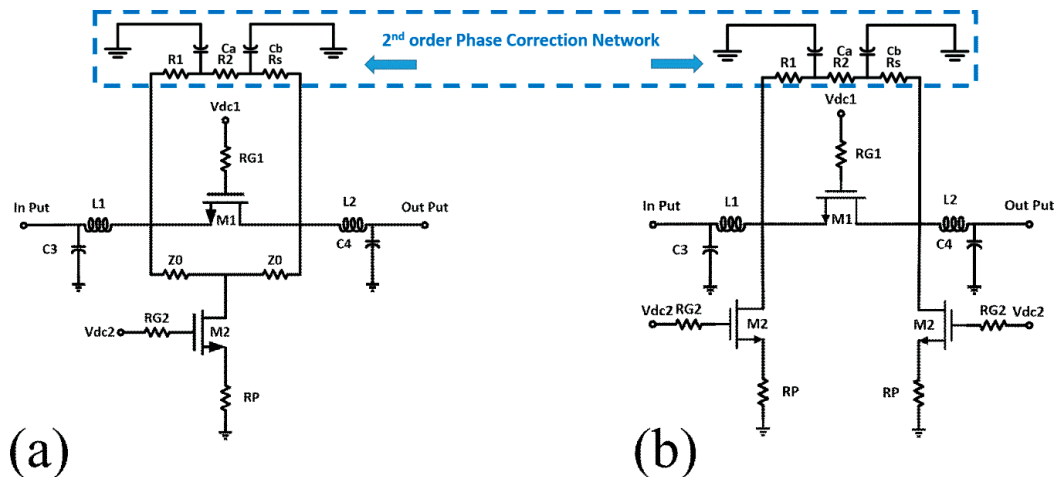 2nd order Phase Correction Network
Ca Cb
R1 R2 Rs
Vdc1
RG1
L1 L2
In Put Out Put
M1
C3 C4
Z0 Z0
RG2
Vdc2 M2
RP
(a)
Ca Cb
R1 R2 Rs
Vdc1
RG1
L1 L2
In Put Out Put
M1
C3 C4
RG2 RG2
Vdc2 Vdc2
M2 M2
RP RP
(b)